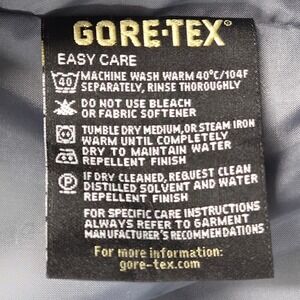 GORE-TEX®
EASY CARE
40 MACHINE WASH WARM 40°C/104F
SEPARATELY, RINSE THOROUGHLY
DO NOT USE BLEACH
OR FABRIC SOFTENER
TUMBLE DRY MEDIUM, OR STEAM IRON
WARM UNTIL COMPLETELY
DRY TO MAINTAIN WATER
REPELLENT FINISH
P IF DRY CLEANED, REQUEST CLEAN
DISTILLED SOLVENT AND WATER
REPELLENT FINISH
FOR SPECIFIC CARE INSTRUCTIONS
ALWAYS REFER TO GARMENT
MANUFACTURER'S RECOMMENDATIONS
For more information:
gore-tex.com